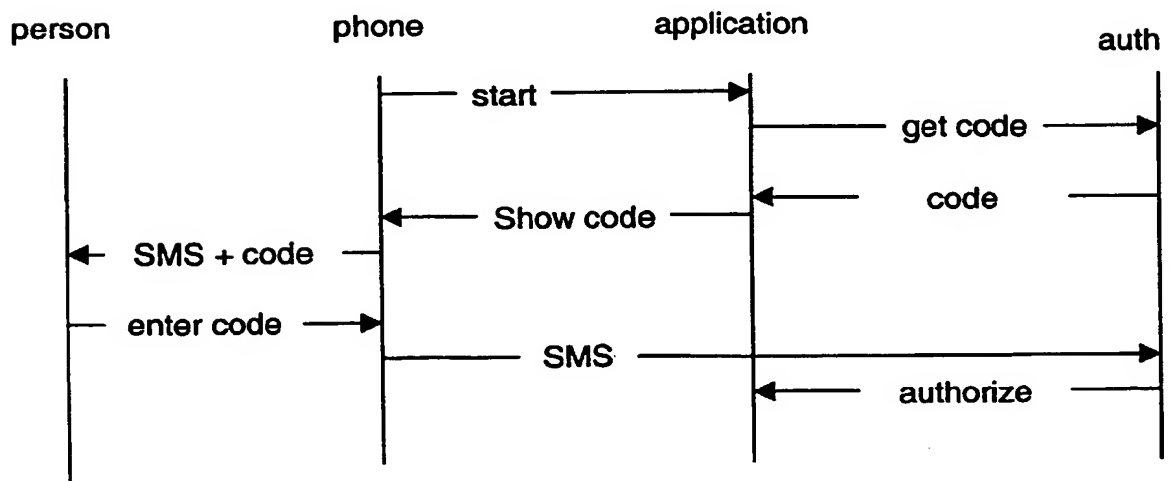 person
phone
application
auth
start
get code
code
Show code
SMS + code
enter code
SMS
authorize